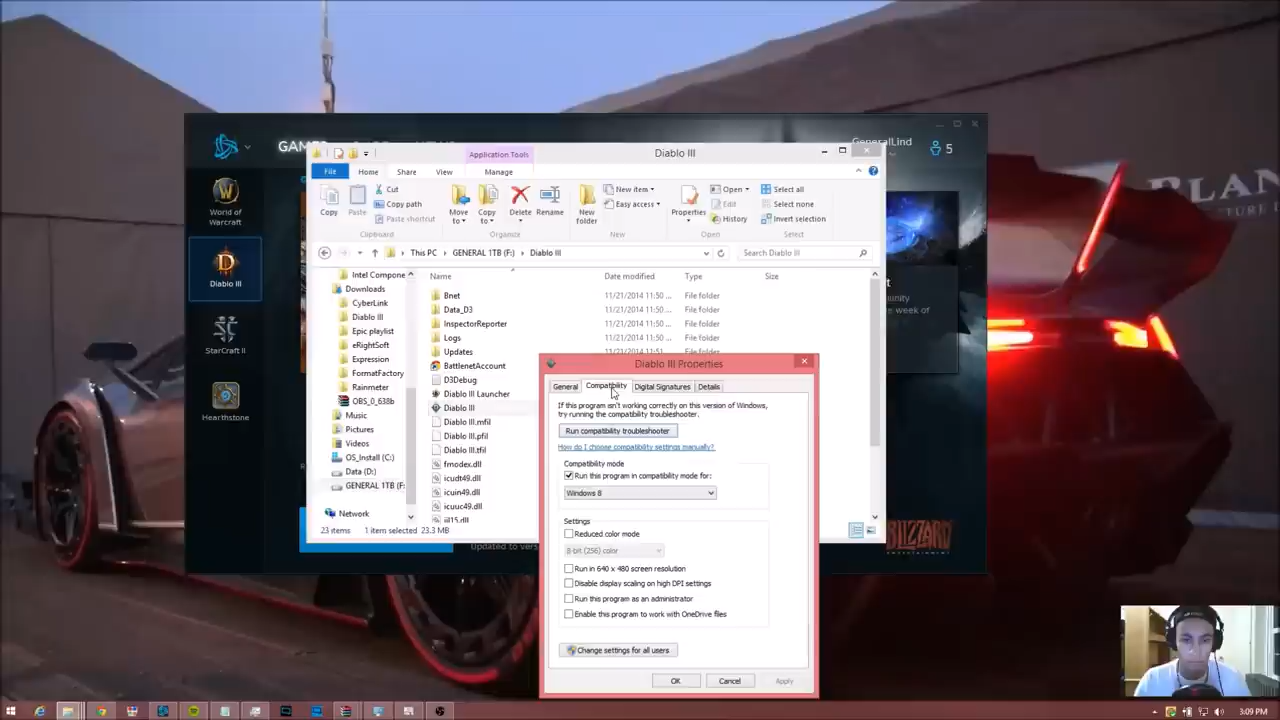 GAMES
GeneralLind
5
World of
Warcraft
Diablo III
StarCraft II
Hearthstone
Application Tools
Diablo III
File
Home
Share
View
Manage
Copy
Paste
Cut
Copy path
Paste shortcut
Move
to
Copy
to
Delete
Rename
New
folder
New item
Easy access
Properties
Open
Edit
History
Select all
Select none
Invert selection
Clipboard
Organize
New
Open
Select
This PC
GENERAL 1TB (F:)
Diablo III
Search Diablo III
Intel Compone
Downloads
CyberLink
Diablo III
Epic playlist
eRightSoft
Expression
FormatFactory
Rainmeter
OBS_0_638b
Music
Pictures
Videos
OS_Install (C:)
Data (D:)
GENERAL 1TB (F:
Network
Name
Date modified
Type
Size
Bnet
11/21/2014 11:50 ...
File folder
Data_D3
11/21/2014 11:50 ...
File folder
InspectorReporter
11/21/2014 11:50 ...
File folder
Logs
11/21/2014 11:50 ...
File folder
Updates
11/21/2014 11:51 ...
File folder
BattlenetAccount
D3Debug
Diablo III Launcher
Diablo III
Diablo III.mfil
Diablo III.pfil
Diablo III.tfil
fmodex.dll
icudt49.dll
icuin49.dll
icuuc49.dll
ijl15.dll
23 items
1 item selected 23.3 MB
Updated to vers
BLIZZARD
ENTERTAINMENT
Diablo III Properties
General
Compatibility
Digital Signatures
Details
If this program isn't working correctly on this version of Windows,
try running the compatibility troubleshooter.
Run compatibility troubleshooter
How do I choose compatibility settings manually?
Compatibility mode
Run this program in compatibility mode for:
Windows 8
Settings
Reduced color mode
8-bit (256) color
Run in 640 x 480 screen resolution
Disable display scaling on high DPI settings
Run this program as an administrator
Enable this program to work with OneDrive files
Change settings for all users
OK
Cancel
Apply
3:09 PM